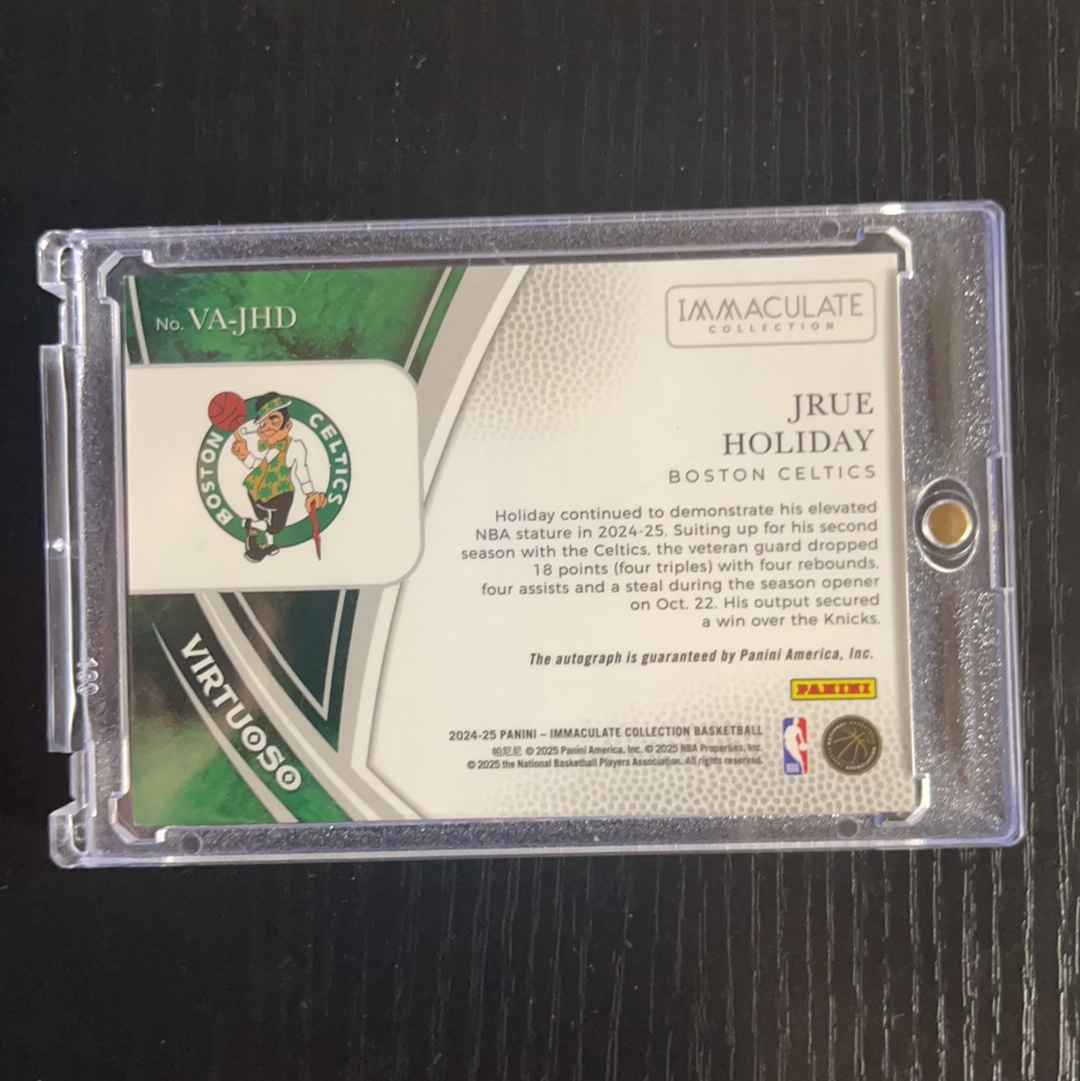 No. VA-JHD
BOSTON CELTICS
VIRTUOSO
IMMACULATE
COLLECTION
JRUE
HOLIDAY
BOSTON CELTICS
Holiday continued to demonstrate his elevated
NBA stature in 2024-25. Suiting up for his second
season with the Celtics, the veteran guard dropped
18 points (four triples) with four rebounds,
four assists and a steal during the season opener
on Oct. 22. His output secured
a win over the Knicks.
The autograph is guaranteed by Panini America, Inc.
PANINI
2024-25 PANINI – IMMACULATE COLLECTION BASKETBALL
帕尼尼 © 2025 Panini America, Inc. © 2025 NBA Properties, Inc.
© 2025 the National Basketball Players Association. All rights reserved.
NBA